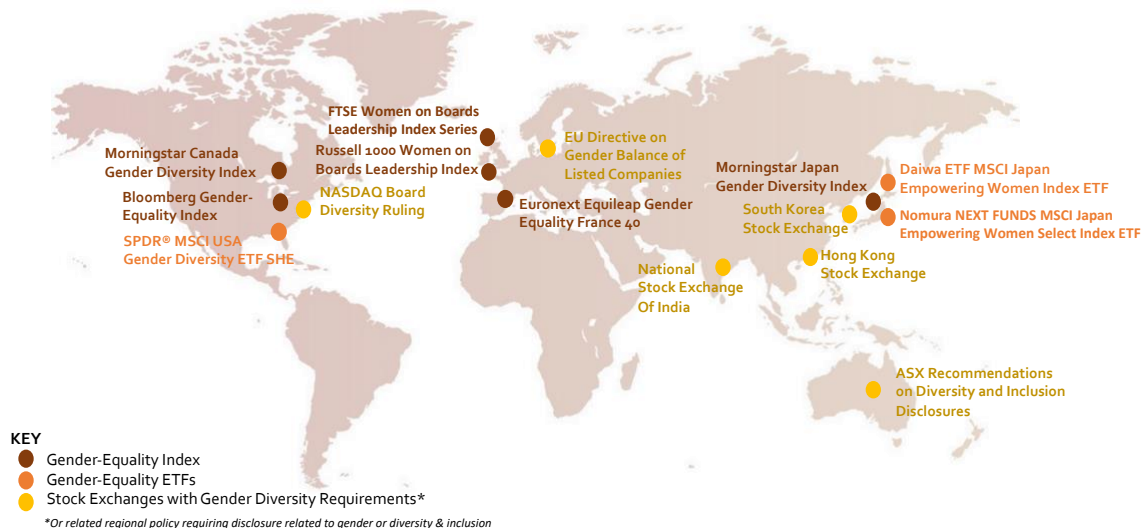 FTSE Women on Boards
Leadership Index Series
Russell 1000 Women on
Boards Leadership Index
EU Directive on
Gender Balance of
Listed Companies
Morningstar Canada
Gender Diversity Index
Bloomberg Gender-
Equality Index
NASDAQ Board
Diversity Ruling
SPDR® MSCI USA
Gender Diversity ETF SHE
Euronext Equileap Gender
Equality France 40
Morningstar Japan
Gender Diversity Index
Daiwa ETF MSCI Japan
Empowering Women Index ETF
South Korea
Stock Exchange
Nomura NEXT FUNDS MSCI Japan
Empowering Women Select Index ETF
National
Stock Exchange
Of India
Hong Kong
Stock Exchange
ASX Recommendations
on Diversity and Inclusion
Disclosures
KEY
Gender-Equality Index
Gender-Equality ETFs
Stock Exchanges with Gender Diversity Requirements*
*Or related regional policy requiring disclosure related to gender or diversity & inclusion